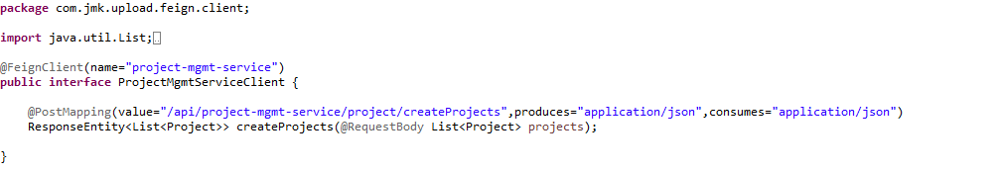 package com.jmk.upload.feign.client;
import java.util.List;
@FeignClient(name="project-mgmt-service")
public interface ProjectMgmtServiceClient {
@PostMapping(value="/api/project-mgmt-service/project/createProjects",produces="application/json",consumes="application/json")
ResponseEntity<List<Project>> createProjects(@RequestBody List<Project> projects);
}